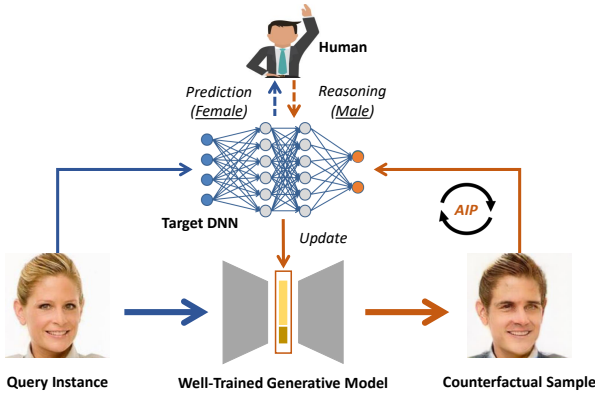 Human
Prediction
(Female)
Reasoning
(Male)
Target DNN
Update
AIP
Query Instance
Well-Trained Generative Model
Counterfactual Sample